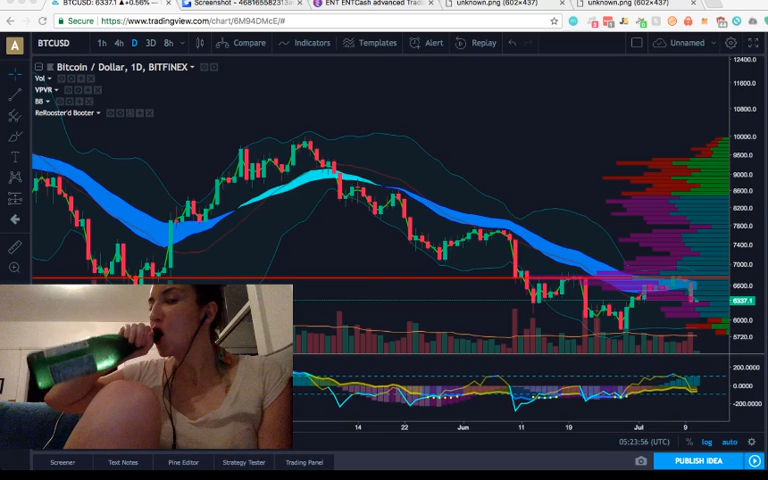 BTCUSD: 6337.1 ▲+0.56%
Screenshot - 46816558231
ENT ENTCash advanced Tradi
unknown.png (602×437)
unknown.png (602×437)
Secure
https://www.tradingview.com/chart/6M94DMcE/#
A
BTCUSD
1h 4h D 3D 8h
Compare
Indicators
Templates
Alert
Replay
Unnamed
Bitcoin / Dollar, 1D, BITFINEX
Vol
VPVR
BB
ReRooster'd Booter
12400.0
11600.0
10800.0
10000.0
9500.0
9000.0
8600.0
8200.0
7800.0
7400.0
7000.0
6600.0
6337.1
6000.0
5720.0
200.0000
0.0000
-200.0000
14
22
Jun
11
19
Jul
9
05:23:56 (UTC)
%
log
auto
Screener
Text Notes
Pine Editor
Strategy Tester
Trading Panel
PUBLISH IDEA